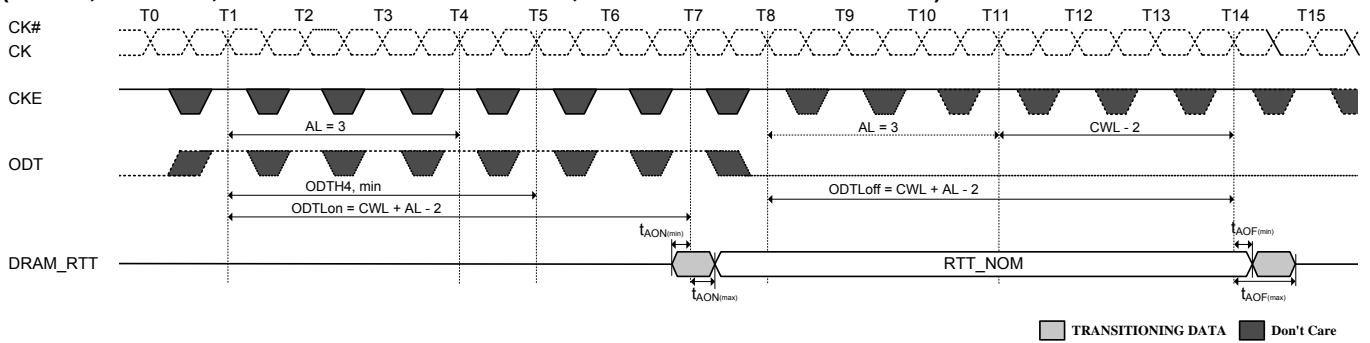 T0 T1 T2 T3 T4 T5 T6 T7 T8 T9 T10 T11 T12 T13 T14 T15
CK#
CK
CKE
AL = 3 AL = 3 CWL - 2
ODT
ODTH4, min ODTLoff = CWL + AL - 2
ODTLon = CWL + AL - 2
tAON(min) tAOF(min)
DRAM_RTT RTT_NOM
tAON(max) tAOF(max)
TRANSITIONING DATA Don't Care